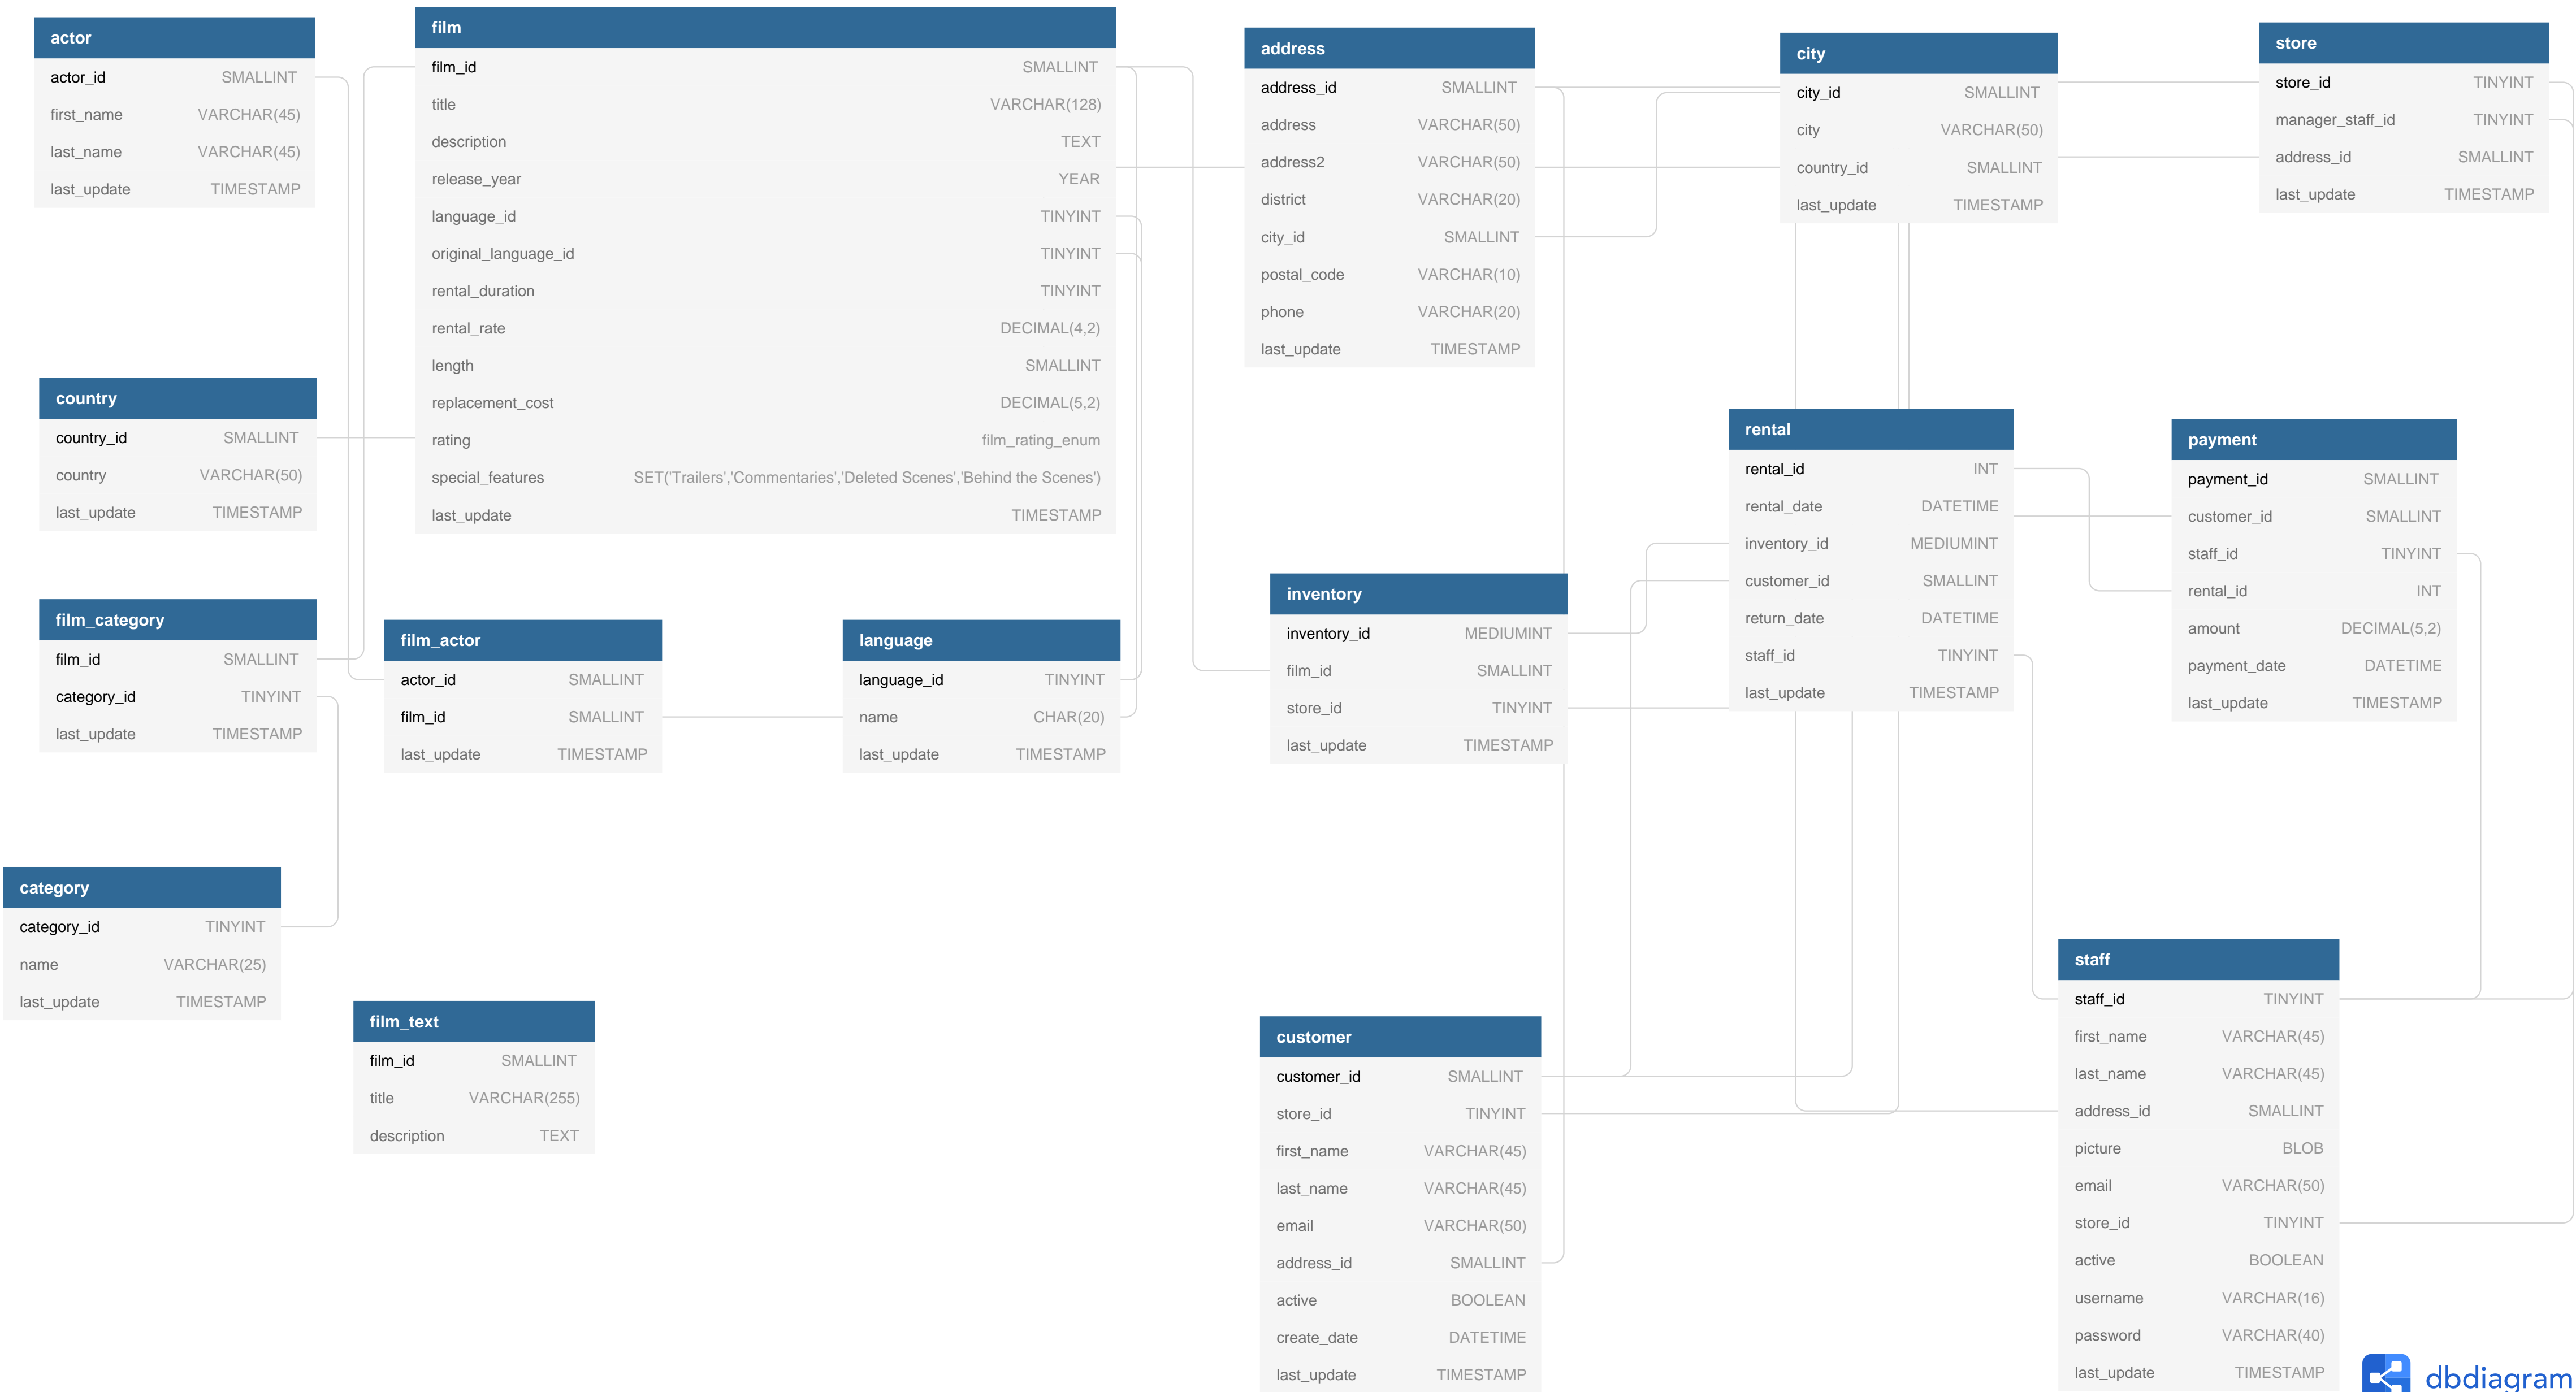 actor
actor_id SMALLINT
first_name VARCHAR(45)
last_name VARCHAR(45)
last_update TIMESTAMP
film
film_id SMALLINT
title VARCHAR(128)
description TEXT
release_year YEAR
language_id TINYINT
original_language_id TINYINT
rental_duration TINYINT
rental_rate DECIMAL(4,2)
length SMALLINT
replacement_cost DECIMAL(5,2)
rating film_rating_enum
special_features SET('Trailers','Commentaries','Deleted Scenes','Behind the Scenes')
last_update TIMESTAMP
address
address_id SMALLINT
address VARCHAR(50)
address2 VARCHAR(50)
district VARCHAR(20)
city_id SMALLINT
postal_code VARCHAR(10)
phone VARCHAR(20)
last_update TIMESTAMP
city
city_id SMALLINT
city VARCHAR(50)
country_id SMALLINT
last_update TIMESTAMP
store
store_id TINYINT
manager_staff_id TINYINT
address_id SMALLINT
last_update TIMESTAMP
country
country_id SMALLINT
country VARCHAR(50)
last_update TIMESTAMP
rental
rental_id INT
rental_date DATETIME
inventory_id MEDIUMINT
customer_id SMALLINT
return_date DATETIME
staff_id TINYINT
last_update TIMESTAMP
payment
payment_id SMALLINT
customer_id SMALLINT
staff_id TINYINT
rental_id INT
amount DECIMAL(5,2)
payment_date DATETIME
last_update TIMESTAMP
film_category
film_id SMALLINT
category_id TINYINT
last_update TIMESTAMP
film_actor
actor_id SMALLINT
film_id SMALLINT
last_update TIMESTAMP
language
language_id TINYINT
name CHAR(20)
last_update TIMESTAMP
inventory
inventory_id MEDIUMINT
film_id SMALLINT
store_id TINYINT
last_update TIMESTAMP
category
category_id TINYINT
name VARCHAR(25)
last_update TIMESTAMP
film_text
film_id SMALLINT
title VARCHAR(255)
description TEXT
customer
customer_id SMALLINT
store_id TINYINT
first_name VARCHAR(45)
last_name VARCHAR(45)
email VARCHAR(50)
address_id SMALLINT
active BOOLEAN
create_date DATETIME
last_update TIMESTAMP
staff
staff_id TINYINT
first_name VARCHAR(45)
last_name VARCHAR(45)
address_id SMALLINT
picture BLOB
email VARCHAR(50)
store_id TINYINT
active BOOLEAN
username VARCHAR(16)
password VARCHAR(40)
last_update TIMESTAMP
dbdiagram